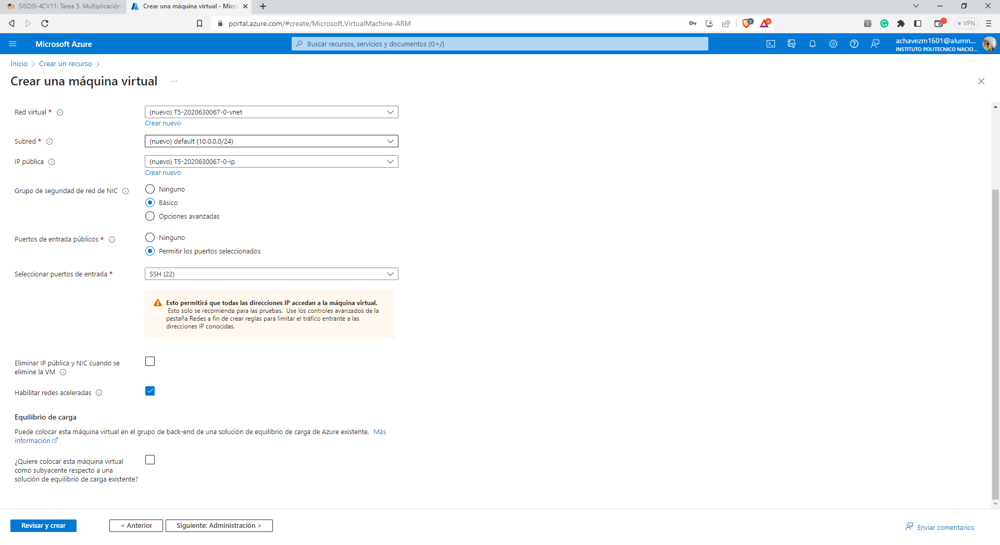 SISDIS-4CV11: Tarea 5. Multiplicación
Crear una máquina virtual - Micro
portal.azure.com/#create/Microsoft.VirtualMachine-ARM
2
3
VPN
Microsoft Azure
Buscar recursos, servicios y documentos (G+/)
achavezm1601@alumn...
INSTITUTO POLITECNICO NACIO...
Inicio > Crear un recurso >
Crear una máquina virtual ...
Red virtual *
(nuevo) T5-2020630067-0-vnet
Crear nuevo
Subred *
(nuevo) default (10.0.0.0/24)
IP pública
(nuevo) T5-2020630067-0-ip
Crear nuevo
Grupo de seguridad de red de NIC
Ninguno
Básico
Opciones avanzadas
Puertos de entrada públicos *
Ninguno
Permitir los puertos seleccionados
Seleccionar puertos de entrada *
SSH (22)
Esto permitirá que todas las direcciones IP accedan a la máquina virtual.
Esto solo se recomienda para las pruebas. Use los controles avanzados de la
pestaña Redes a fin de crear reglas para limitar el tráfico entrante a las
direcciones IP conocidas.
Eliminar IP pública y NIC cuando se
elimine la VM
Habilitar redes aceleradas
Equilibrio de carga
Puede colocar esta máquina virtual en el grupo de back-end de una solución de equilibrio de carga de Azure existente. Más
información
¿Quiere colocar esta máquina virtual
como subyacente respecto a una
solución de equilibrio de carga existente?
Revisar y crear
< Anterior
Siguiente: Administración >
Enviar comentarios